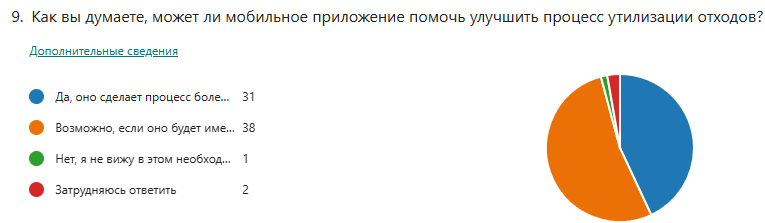 9. Как вы думаете, может ли мобильное приложение помочь улучшить процесс утилизации отходов?
Дополнительные сведения
Да, оно сделает процесс боле... 31
Возможно, если оно будет име... 38
Нет, я не вижу в этом необход... 1
Затрудняюсь ответить 2